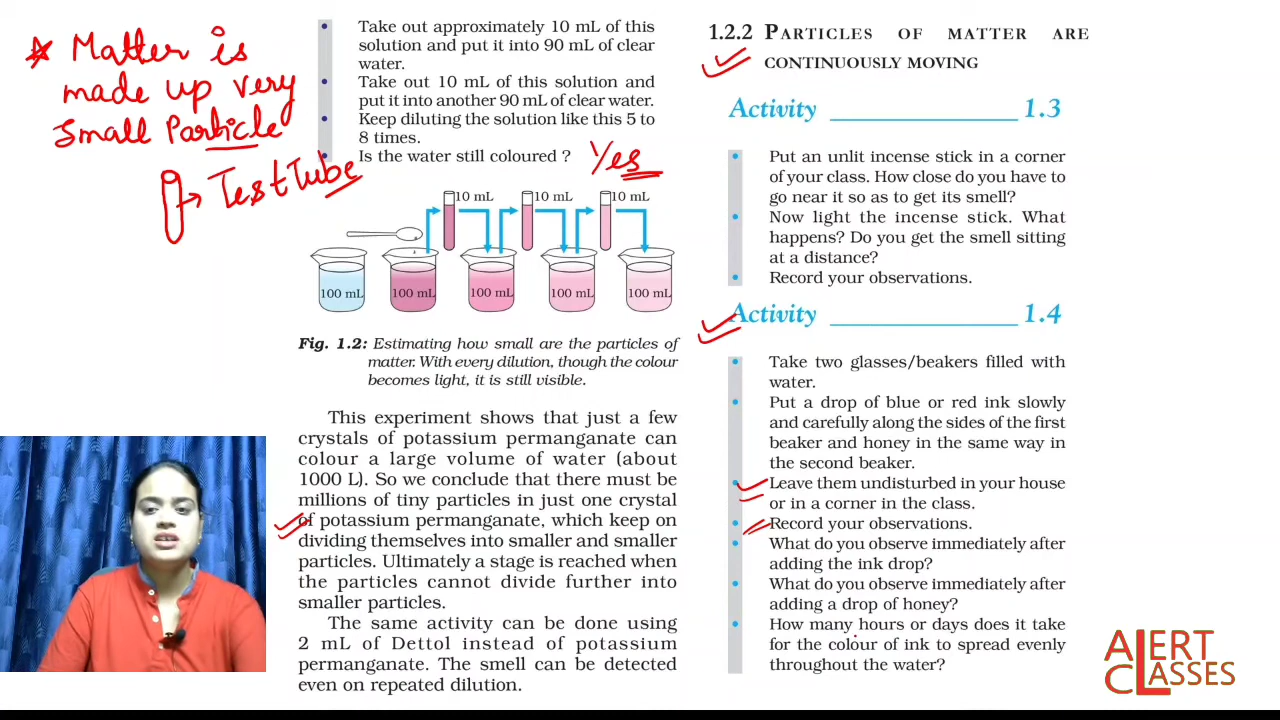 ★ Matter is
made up very
Small Particle
→ TestTube
Take out approximately 10 mL of this
solution and put it into 90 mL of clear
water.
Take out 10 mL of this solution and
put it into another 90 mL of clear water.
Keep diluting the solution like this 5 to
8 times.
Is the water still coloured ?
Yes
10 mL
10 mL
10 mL
100 mL
100 mL
100 mL
100 mL
100 mL
Fig. 1.2: Estimating how small are the particles of
matter. With every dilution, though the colour
becomes light, it is still visible.
This experiment shows that just a few
crystals of potassium permanganate can
colour a large volume of water (about
1000 L). So we conclude that there must be
millions of tiny particles in just one crystal
of potassium permanganate, which keep on
dividing themselves into smaller and smaller
particles. Ultimately a stage is reached when
the particles cannot divide further into
smaller particles.
The same activity can be done using
2 mL of Dettol instead of potassium
permanganate. The smell can be detected
even on repeated dilution.
1.2.2 PARTICLES OF MATTER ARE
CONTINUOUSLY MOVING
Activity ______________ 1.3
Put an unlit incense stick in a corner
of your class. How close do you have to
go near it so as to get its smell?
Now light the incense stick. What
happens? Do you get the smell sitting
at a distance?
Record your observations.
Activity ______________ 1.4
Take two glasses/beakers filled with
water.
Put a drop of blue or red ink slowly
and carefully along the sides of the first
beaker and honey in the same way in
the second beaker.
Leave them undisturbed in your house
or in a corner in the class.
Record your observations.
What do you observe immediately after
adding the ink drop?
What do you observe immediately after
adding a drop of honey?
How many hours or days does it take
for the colour of ink to spread evenly
throughout the water?
ALERT
CLASSES